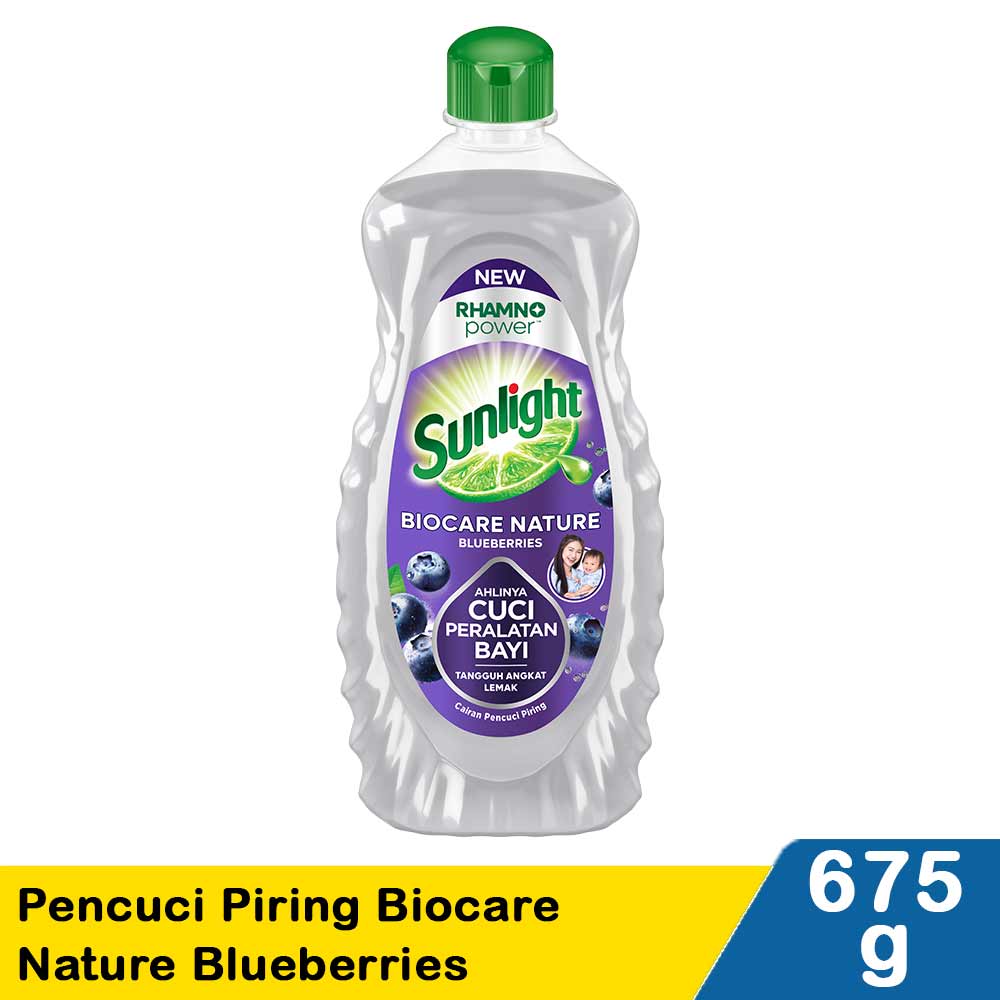 NEW
RHAMNO
power™
Sunlight
BIOCARE NATURE
BLUEBERRIES
AHLINYA
CUCI
PERALATAN
BAYI
TANGGUH ANGKAT
LEMAK
Cairan Pencuci Piring
Pencuci Piring Biocare
Nature Blueberries
675
g